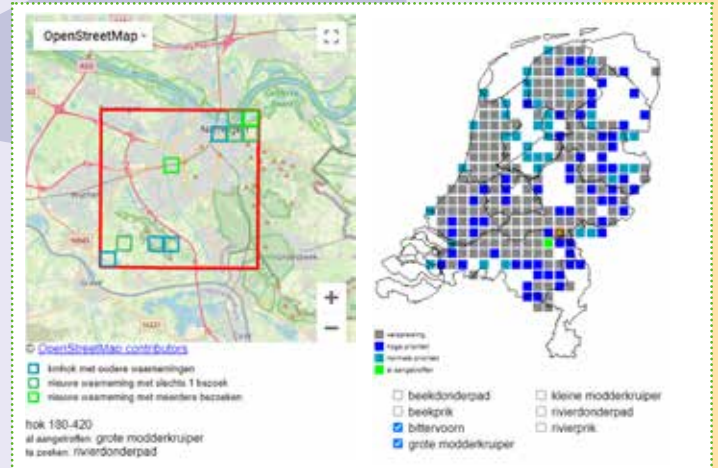 OpenStreetMap
© OpenStreetMap contributors
kmhok met oudere waarnemingen
nieuwe waarneming met slechts 1 bezoek
nieuwe waarneming met meerdere bezoeken
hok 180-420
al aangetroffen: grote modderkruiper
te zoeken: rivierdonderpad
+
−
verspreiding
hoge prioriteit
normale prioriteit
al aangetroffen
beekdonderpad
beekprik
bittervoorn
grote modderkruiper
kleine modderkruiper
rivierdonderpad
rivierprik